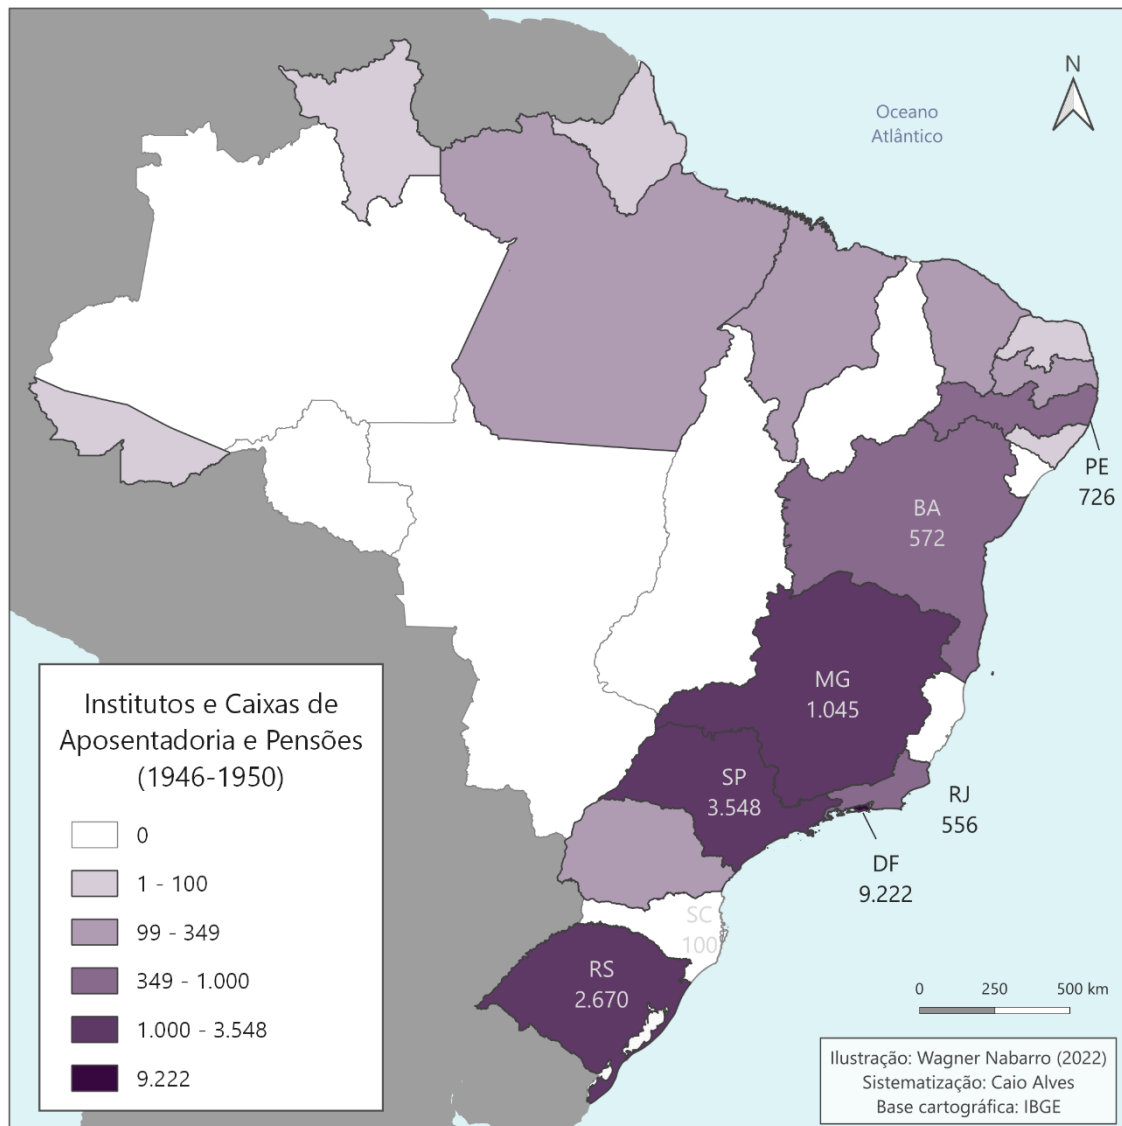 N
Oceano
Atlântico
PE
726
BA
572
MG
1.045
SP
3.548
RJ
556
DF
9.222
SC
100
RS
2.670
Institutos e Caixas de
Aposentadoria e Pensões
(1946-1950)
0
1 - 100
99 - 349
349 - 1.000
1.000 - 3.548
9.222
0 250 500 km
Ilustração: Wagner Nabarro (2022)
Sistematização: Caio Alves
Base cartográfica: IBGE